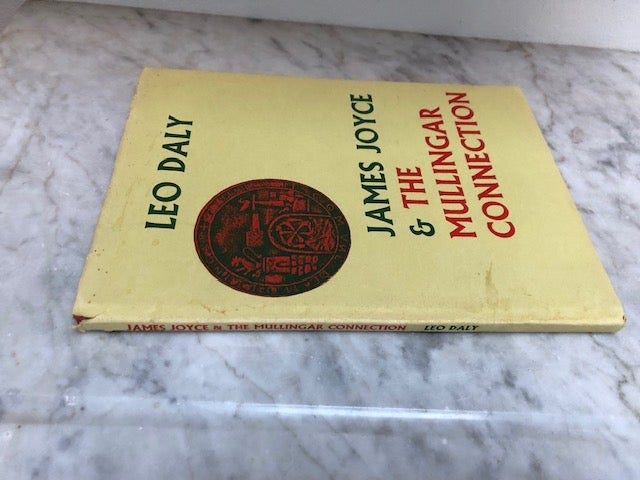 LEO DALY
JAMES JOYCE
& THE
MULLINGAR
CONNECTION
JAMES JOYCE & THE MULLINGAR CONNECTION LEO DALY